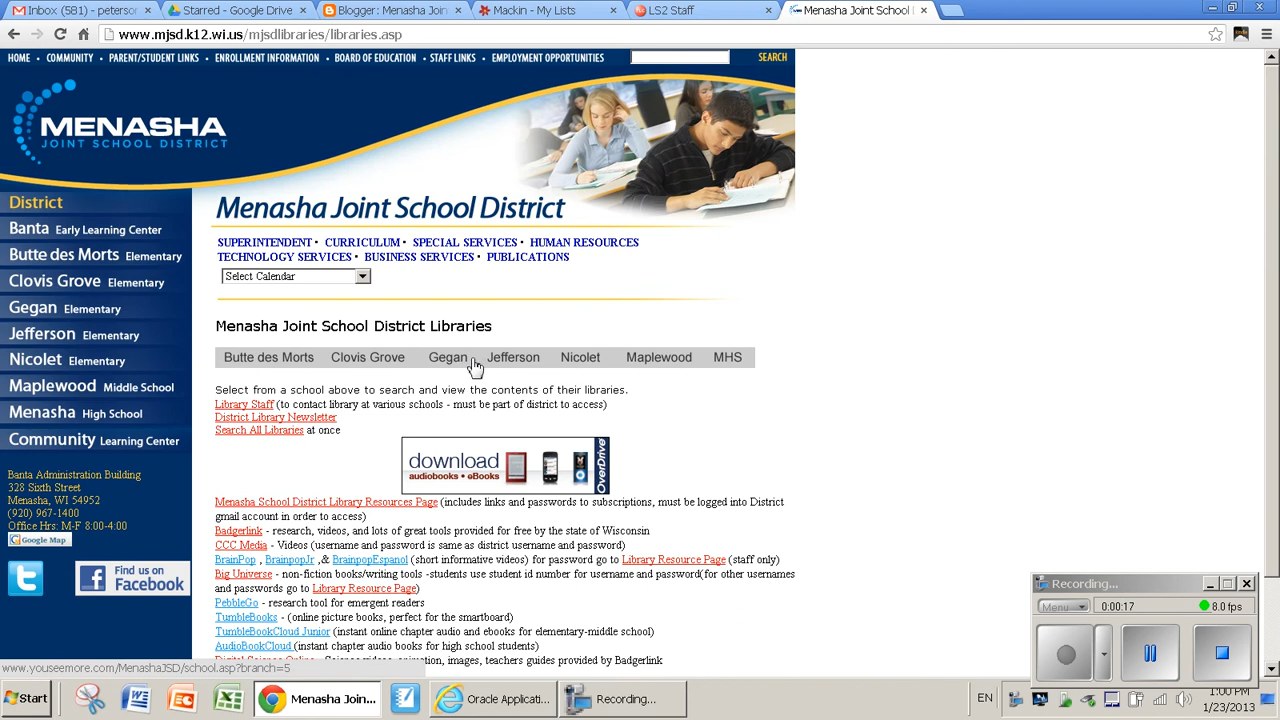 Inbox (581) - peterson
Starred - Google Drive
Blogger: Menasha Join
Mackin - My Lists
LS2 Staff
Menasha Joint School
www.mjsd.k12.wi.us/mjsdlibraries/libraries.asp
HOME • COMMUNITY • PARENT/STUDENT LINKS • ENROLLMENT INFORMATION • BOARD OF EDUCATION • STAFF LINKS • EMPLOYMENT OPPORTUNITIES
SEARCH
MENASHA
JOINT SCHOOL DISTRICT
District
Banta Early Learning Center
Butte des Morts Elementary
Clovis Grove Elementary
Gegan Elementary
Jefferson Elementary
Nicolet Elementary
Maplewood Middle School
Menasha High School
Community Learning Center
Banta Administration Building
328 Sixth Street
Menasha, WI 54952
(920) 967-1400
Office Hrs: M-F 8:00-4:00
Google Map
Find us on
Facebook
Menasha Joint School District
SUPERINTENDENT • CURRICULUM • SPECIAL SERVICES • HUMAN RESOURCES
TECHNOLOGY SERVICES • BUSINESS SERVICES • PUBLICATIONS
Select Calendar
Menasha Joint School District Libraries
Butte des Morts Clovis Grove Gegan Jefferson Nicolet Maplewood MHS
Select from a school above to search and view the contents of their libraries.
Library Staff (to contact library at various schools - must be part of district to access)
District Library Newsletter
Search All Libraries at once
download
audiobooks • eBooks
OverDrive
Menasha School District Library Resources Page (includes links and passwords to subscriptions, must be logged into District
gmail account in order to access)
Badgerlink - research, videos, and lots of great tools provided for free by the state of Wisconsin
CCC Media - Videos (username and password is same as district username and password)
BrainPop , BrainpopJr ,& BrainpopEspanol (short informative videos) for password go to Library Resource Page (staff only)
Big Universe - non-fiction books/writing tools -students use student id number for username and password(for other usernames
and passwords go to Library Resource Page)
PebbleGo - research tool for emergent readers
TumbleBooks - (online picture books, perfect for the smartboard)
TumbleBookCloud Junior (instant online chapter audio and ebooks for elementary-middle school)
AudioBookCloud (instant chapter audio books for high school students)
Digital Science Online - Science videos, animation, images, teachers guides provided by Badgerlink
www.youseemore.com/MenashaJSD/school.asp?branch=5
Recording...
Menu
0:00:17
8.0 fps
Start
Menasha Join...
Oracle Applicati...
Recording...
EN
1:00 PM
1/23/2013